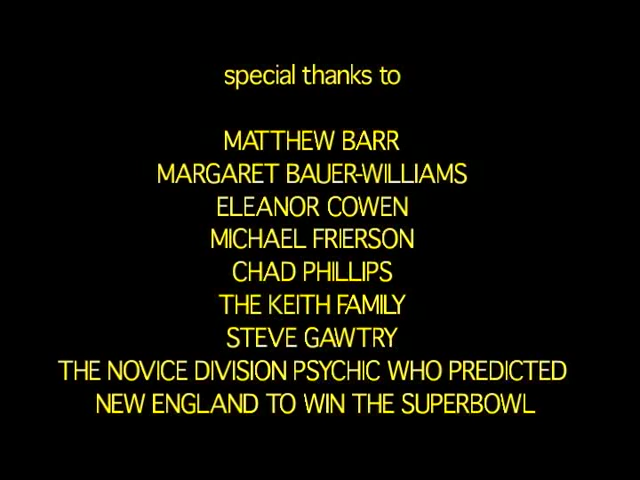 special thanks to
MATTHEW BARR
MARGARET BAUER-WILLIAMS
ELEANOR COWEN
MICHAEL FRIERSON
CHAD PHILLIPS
THE KEITH FAMILY
STEVE GAWTRY
THE NOVICE DIVISION PSYCHIC WHO PREDICTED
NEW ENGLAND TO WIN THE SUPERBOWL